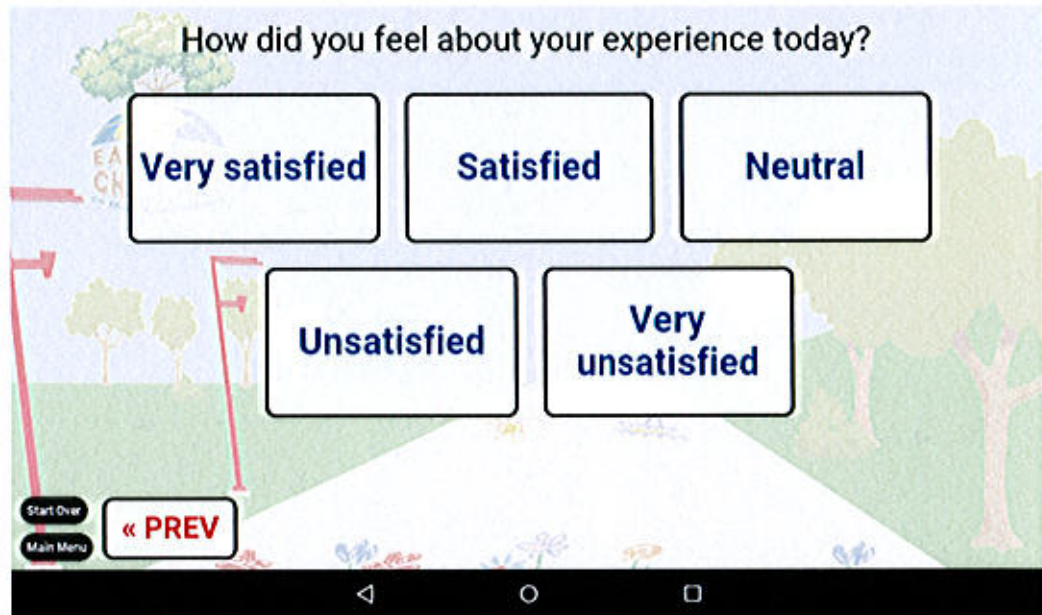 How did you feel about your experience today?
Very satisfied
Satisfied
Neutral
Unsatisfied
Very
unsatisfied
Start Over
« PREV
Main Menu